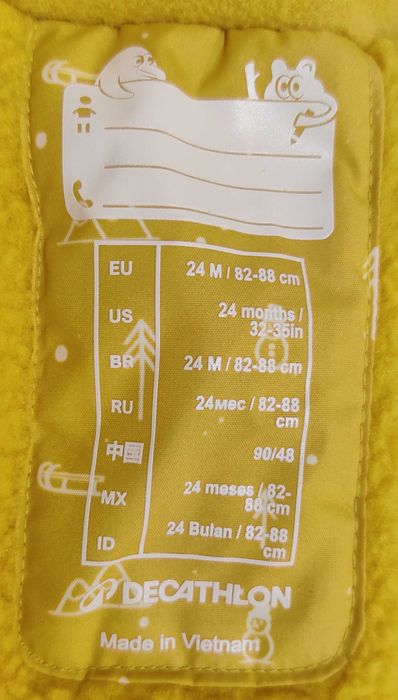 EU 24 M / 82-88 cm
US 24 months /
32-35in
BR 24 M / 82-88 cm
RU 24мес / 82-88
cm
中國 90/48
MX 24 meses / 82-
88 cm
ID 24 Bulan / 82-88
cm
DECATHLON
Made in Vietnam